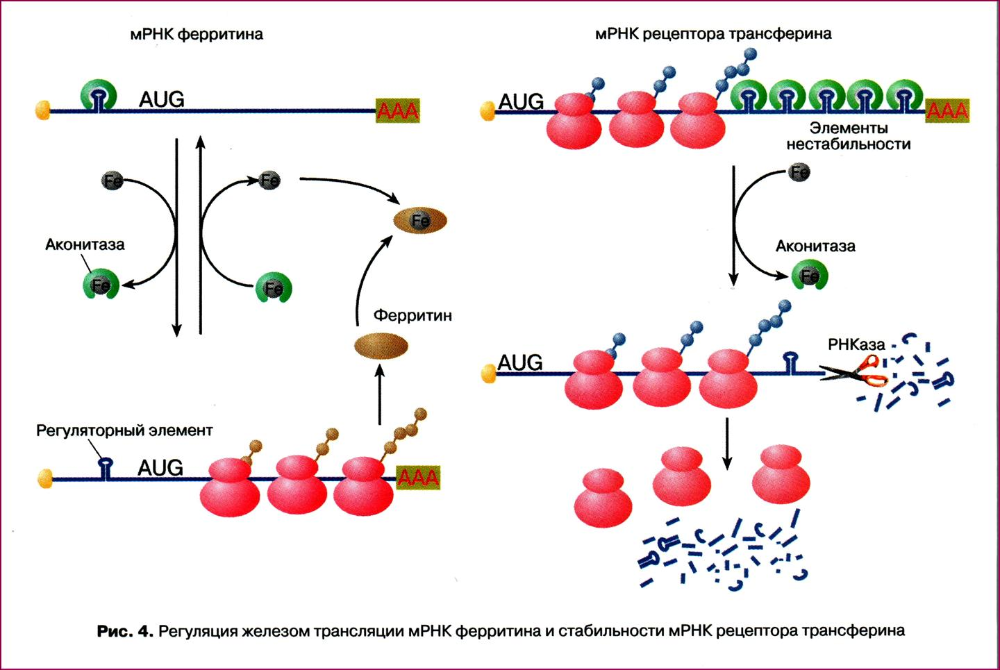 мРНК ферритина
AUG
AAA
Fe
Fe
Fe
Аконитаза
Fe
Fe
Ферритин
Регуляторный элемент
AUG
AAA
мРНК рецептора трансферина
AUG
AAA
Элементы
нестабильности
Fe
Аконитаза
Fe
РНКаза
AUG
Рис. 4. Регуляция железом трансляции мРНК ферритина и стабильности мРНК рецептора трансферина